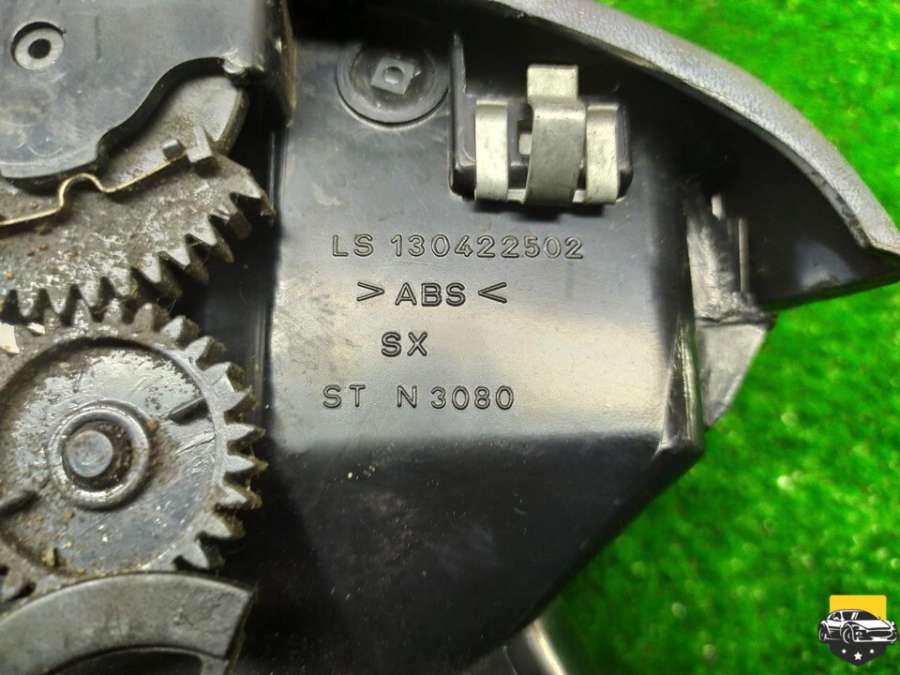 LS 130422502
> ABS <
SX
ST N 3080